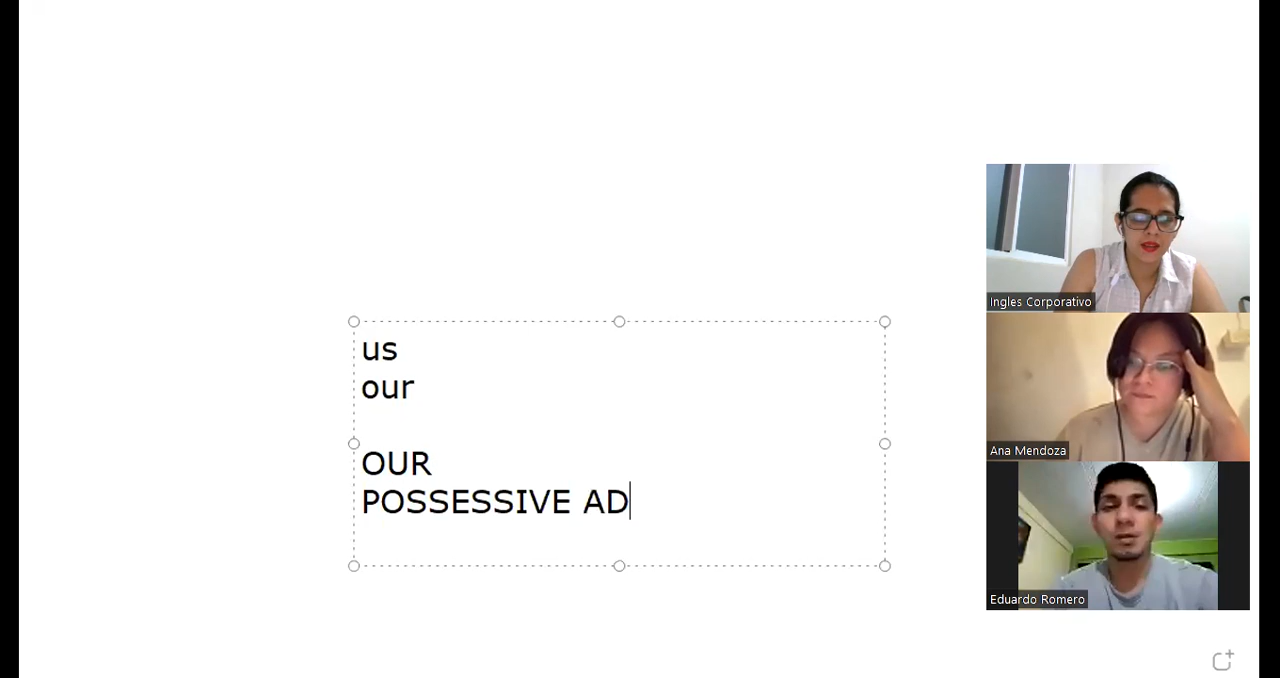 us
our
OUR
POSSESSIVE AD
Ingles Corporativo
Ana Mendoza
Eduardo Romero